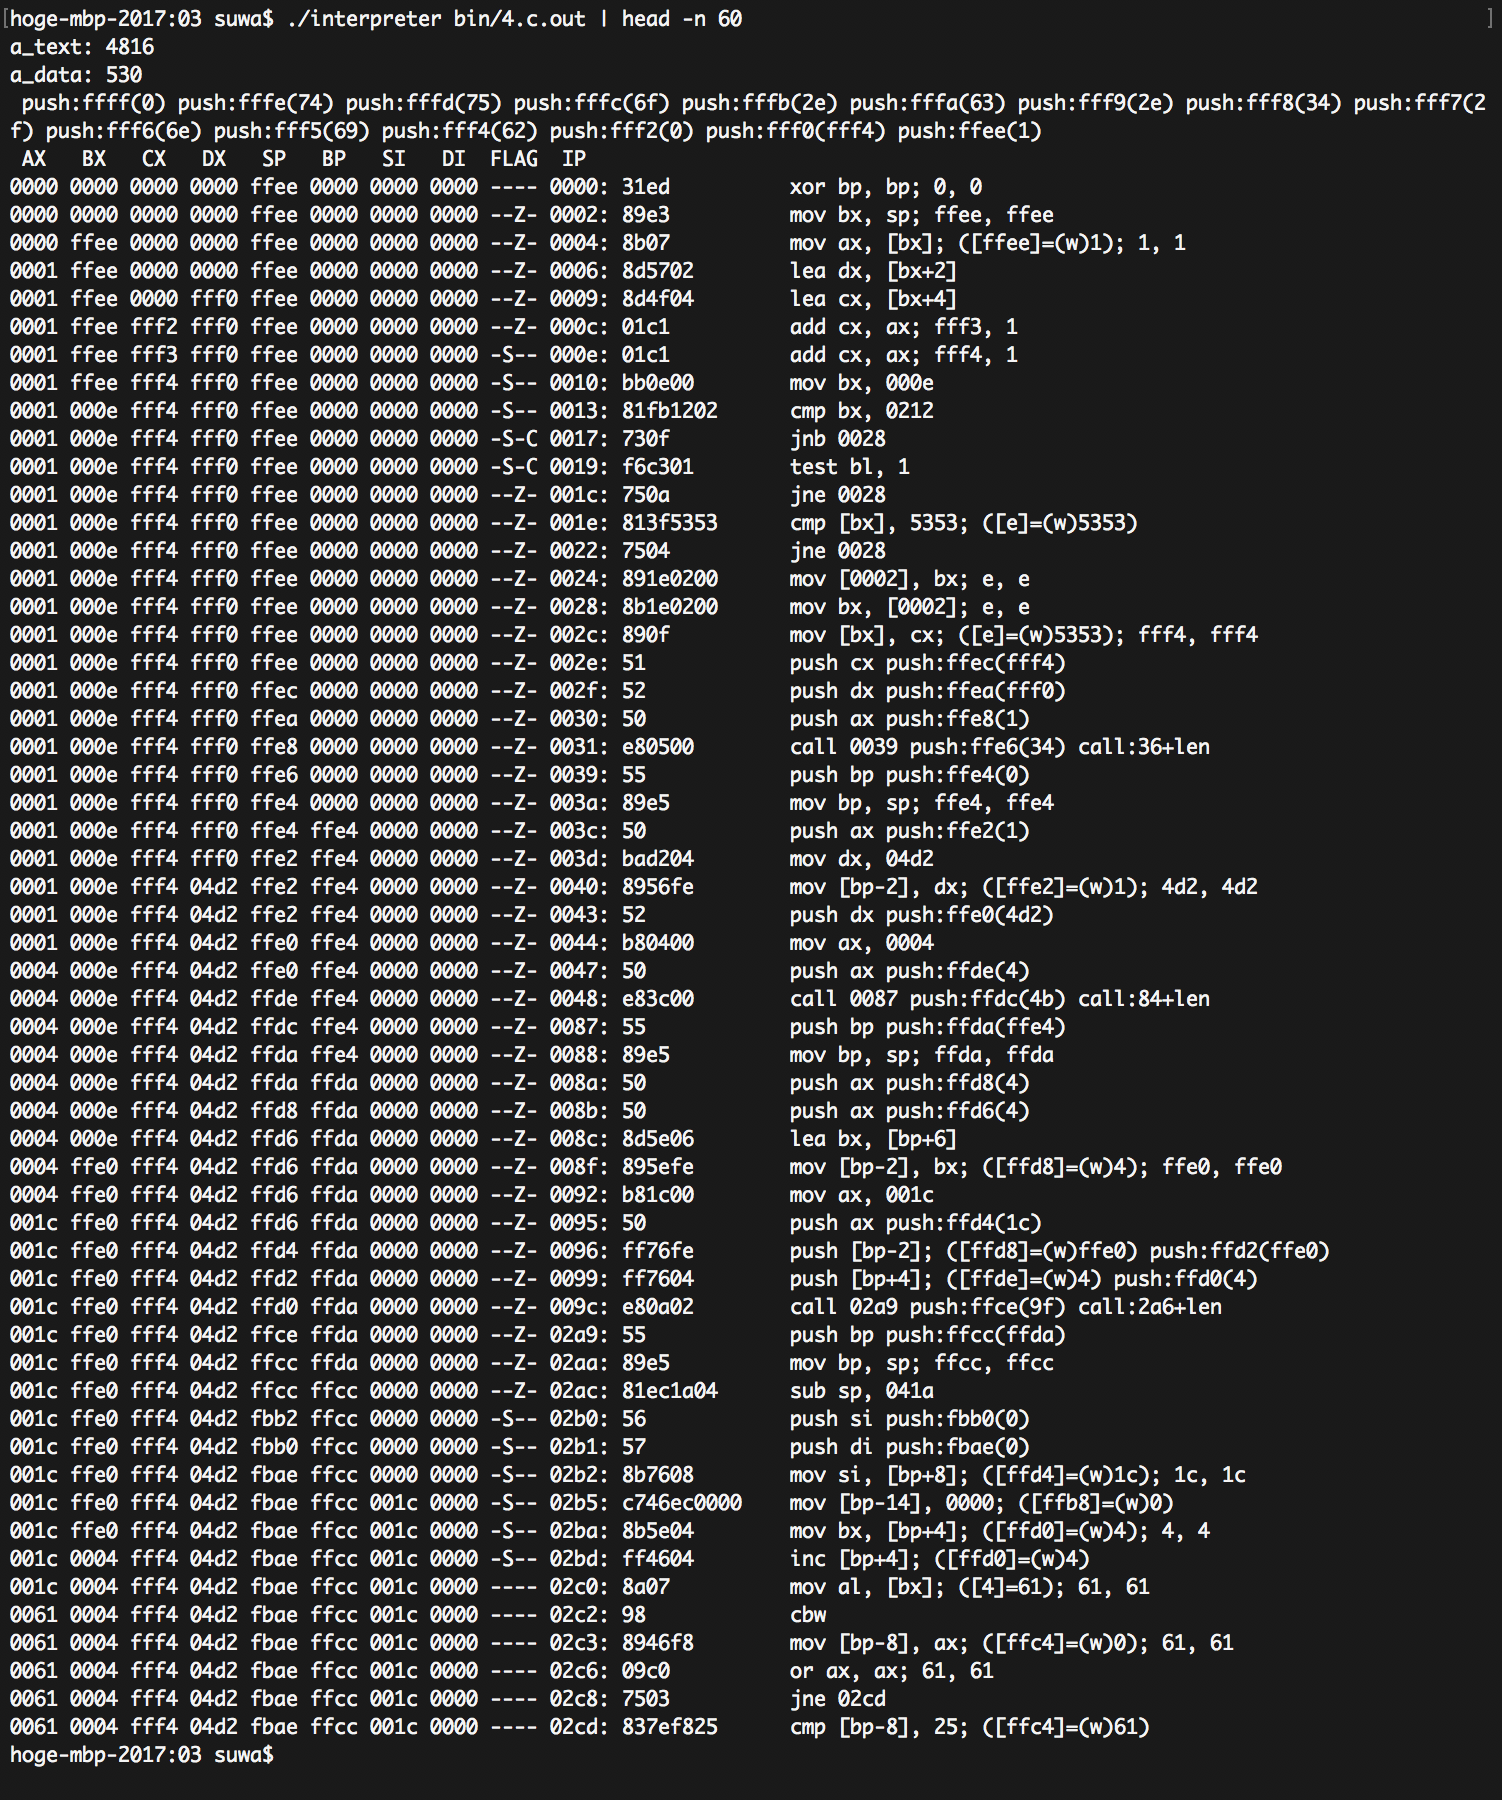 [hoge-mbp-2017:03 suwa$ ./interpreter bin/4.c.out | head -n 60 ]
a_text: 4816
a_data: 530
 push:ffff(0) push:fffe(74) push:fffd(75) push:fffc(6f) push:fffb(2e) push:fffa(63) push:fff9(2e) push:fff8(34) push:fff7(2
f) push:fff6(6e) push:fff5(69) push:fff4(62) push:fff2(0) push:fff0(fff4) push:ffee(1)
 AX   BX   CX   DX   SP   BP   SI   DI  FLAG  IP
0000 0000 0000 0000 ffee 0000 0000 0000 ---- 0000: 31ed          xor bp, bp; 0, 0
0000 0000 0000 0000 ffee 0000 0000 0000 --Z- 0002: 89e3          mov bx, sp; ffee, ffee
0000 ffee 0000 0000 ffee 0000 0000 0000 --Z- 0004: 8b07          mov ax, [bx]; ([ffee]=(w)1); 1, 1
0001 ffee 0000 0000 ffee 0000 0000 0000 --Z- 0006: 8d5702        lea dx, [bx+2]
0001 ffee 0000 fff0 ffee 0000 0000 0000 --Z- 0009: 8d4f04        lea cx, [bx+4]
0001 ffee fff2 fff0 ffee 0000 0000 0000 --Z- 000c: 01c1          add cx, ax; fff3, 1
0001 ffee fff3 fff0 ffee 0000 0000 0000 -S-- 000e: 01c1          add cx, ax; fff4, 1
0001 ffee fff4 fff0 ffee 0000 0000 0000 -S-- 0010: bb0e00        mov bx, 000e
0001 000e fff4 fff0 ffee 0000 0000 0000 -S-- 0013: 81fb1202      cmp bx, 0212
0001 000e fff4 fff0 ffee 0000 0000 0000 -S-C 0017: 730f          jnb 0028
0001 000e fff4 fff0 ffee 0000 0000 0000 -S-C 0019: f6c301        test bl, 1
0001 000e fff4 fff0 ffee 0000 0000 0000 --Z- 001c: 750a          jne 0028
0001 000e fff4 fff0 ffee 0000 0000 0000 --Z- 001e: 813f5353      cmp [bx], 5353; ([e]=(w)5353)
0001 000e fff4 fff0 ffee 0000 0000 0000 --Z- 0022: 7504          jne 0028
0001 000e fff4 fff0 ffee 0000 0000 0000 --Z- 0024: 891e0200      mov [0002], bx; e, e
0001 000e fff4 fff0 ffee 0000 0000 0000 --Z- 0028: 8b1e0200      mov bx, [0002]; e, e
0001 000e fff4 fff0 ffee 0000 0000 0000 --Z- 002c: 890f          mov [bx], cx; ([e]=(w)5353); fff4, fff4
0001 000e fff4 fff0 ffee 0000 0000 0000 --Z- 002e: 51            push cx push:ffec(fff4)
0001 000e fff4 fff0 ffec 0000 0000 0000 --Z- 002f: 52            push dx push:ffea(fff0)
0001 000e fff4 fff0 ffea 0000 0000 0000 --Z- 0030: 50            push ax push:ffe8(1)
0001 000e fff4 fff0 ffe8 0000 0000 0000 --Z- 0031: e80500        call 0039 push:ffe6(34) call:36+len
0001 000e fff4 fff0 ffe6 0000 0000 0000 --Z- 0039: 55            push bp push:ffe4(0)
0001 000e fff4 fff0 ffe4 0000 0000 0000 --Z- 003a: 89e5          mov bp, sp; ffe4, ffe4
0001 000e fff4 fff0 ffe4 ffe4 0000 0000 --Z- 003c: 50            push ax push:ffe2(1)
0001 000e fff4 fff0 ffe2 ffe4 0000 0000 --Z- 003d: bad204        mov dx, 04d2
0001 000e fff4 04d2 ffe2 ffe4 0000 0000 --Z- 0040: 8956fe        mov [bp-2], dx; ([ffe2]=(w)1); 4d2, 4d2
0001 000e fff4 04d2 ffe2 ffe4 0000 0000 --Z- 0043: 52            push dx push:ffe0(4d2)
0001 000e fff4 04d2 ffe0 ffe4 0000 0000 --Z- 0044: b80400        mov ax, 0004
0004 000e fff4 04d2 ffe0 ffe4 0000 0000 --Z- 0047: 50            push ax push:ffde(4)
0004 000e fff4 04d2 ffde ffe4 0000 0000 --Z- 0048: e83c00        call 0087 push:ffdc(4b) call:84+len
0004 000e fff4 04d2 ffdc ffe4 0000 0000 --Z- 0087: 55            push bp push:ffda(ffe4)
0004 000e fff4 04d2 ffda ffe4 0000 0000 --Z- 0088: 89e5          mov bp, sp; ffda, ffda
0004 000e fff4 04d2 ffda ffda 0000 0000 --Z- 008a: 50            push ax push:ffd8(4)
0004 000e fff4 04d2 ffd8 ffda 0000 0000 --Z- 008b: 50            push ax push:ffd6(4)
0004 000e fff4 04d2 ffd6 ffda 0000 0000 --Z- 008c: 8d5e06        lea bx, [bp+6]
0004 ffe0 fff4 04d2 ffd6 ffda 0000 0000 --Z- 008f: 895efe        mov [bp-2], bx; ([ffd8]=(w)4); ffe0, ffe0
0004 ffe0 fff4 04d2 ffd6 ffda 0000 0000 --Z- 0092: b81c00        mov ax, 001c
001c ffe0 fff4 04d2 ffd6 ffda 0000 0000 --Z- 0095: 50            push ax push:ffd4(1c)
001c ffe0 fff4 04d2 ffd4 ffda 0000 0000 --Z- 0096: ff76fe        push [bp-2]; ([ffd8]=(w)ffe0) push:ffd2(ffe0)
001c ffe0 fff4 04d2 ffd2 ffda 0000 0000 --Z- 0099: ff7604        push [bp+4]; ([ffde]=(w)4) push:ffd0(4)
001c ffe0 fff4 04d2 ffd0 ffda 0000 0000 --Z- 009c: e80a02        call 02a9 push:ffce(9f) call:2a6+len
001c ffe0 fff4 04d2 ffce ffda 0000 0000 --Z- 02a9: 55            push bp push:ffcc(ffda)
001c ffe0 fff4 04d2 ffcc ffda 0000 0000 --Z- 02aa: 89e5          mov bp, sp; ffcc, ffcc
001c ffe0 fff4 04d2 ffcc ffcc 0000 0000 --Z- 02ac: 81ec1a04      sub sp, 041a
001c ffe0 fff4 04d2 fbb2 ffcc 0000 0000 -S-- 02b0: 56            push si push:fbb0(0)
001c ffe0 fff4 04d2 fbb0 ffcc 0000 0000 -S-- 02b1: 57            push di push:fbae(0)
001c ffe0 fff4 04d2 fbae ffcc 0000 0000 -S-- 02b2: 8b7608        mov si, [bp+8]; ([ffd4]=(w)1c); 1c, 1c
001c ffe0 fff4 04d2 fbae ffcc 001c 0000 -S-- 02b5: c746ec0000    mov [bp-14], 0000; ([ffb8]=(w)0)
001c ffe0 fff4 04d2 fbae ffcc 001c 0000 -S-- 02ba: 8b5e04        mov bx, [bp+4]; ([ffd0]=(w)4); 4, 4
001c 0004 fff4 04d2 fbae ffcc 001c 0000 -S-- 02bd: ff4604        inc [bp+4]; ([ffd0]=(w)4)
001c 0004 fff4 04d2 fbae ffcc 001c 0000 ---- 02c0: 8a07          mov al, [bx]; ([4]=61); 61, 61
0061 0004 fff4 04d2 fbae ffcc 001c 0000 ---- 02c2: 98            cbw
0061 0004 fff4 04d2 fbae ffcc 001c 0000 ---- 02c3: 8946f8        mov [bp-8], ax; ([ffc4]=(w)0); 61, 61
0061 0004 fff4 04d2 fbae ffcc 001c 0000 ---- 02c6: 09c0          or ax, ax; 61, 61
0061 0004 fff4 04d2 fbae ffcc 001c 0000 ---- 02c8: 7503          jne 02cd
0061 0004 fff4 04d2 fbae ffcc 001c 0000 ---- 02cd: 837ef825      cmp [bp-8], 25; ([ffc4]=(w)61)
hoge-mbp-2017:03 suwa$